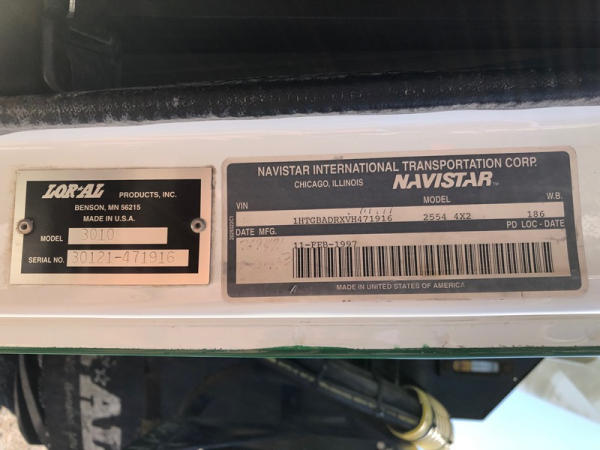 LOR*AL PRODUCTS, INC.
BENSON, MN 56215
MADE IN U.S.A.
MODEL 3010
SERIAL NO. 30121-471916
NAVISTAR INTERNATIONAL TRANSPORTATION CORP.
CHICAGO, ILLINOIS NAVISTAR™
VIN MODEL W.B.
1HTGBADRXVH471916 2554 4X2 186
DATE MFG. PD LOC - DATE
11-FEB-1997
MADE IN UNITED STATES OF AMERICA